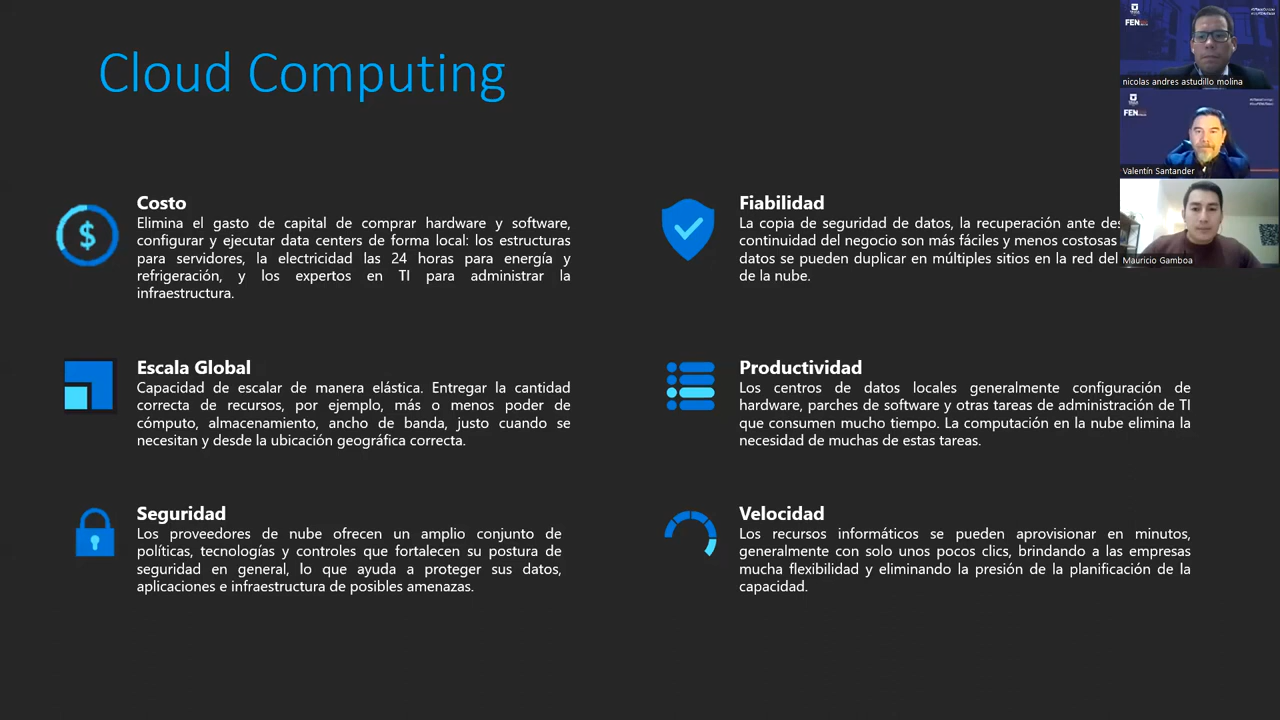 Cloud Computing
Costo
Elimina el gasto de capital de comprar hardware y software,
configurar y ejecutar data centers de forma local: los estructuras
para servidores, la electricidad las 24 horas para energía y
refrigeración, y los expertos en TI para administrar la
infraestructura.
Escala Global
Capacidad de escalar de manera elástica. Entregar la cantidad
correcta de recursos, por ejemplo, más o menos poder de
cómputo, almacenamiento, ancho de banda, justo cuando se
necesitan y desde la ubicación geográfica correcta.
Seguridad
Los proveedores de nube ofrecen un amplio conjunto de
políticas, tecnologías y controles que fortalecen su postura de
seguridad en general, lo que ayuda a proteger sus datos,
aplicaciones e infraestructura de posibles amenazas.
Fiabilidad
La copia de seguridad de datos, la recuperación ante des
continuidad del negocio son más fáciles y menos costosas
datos se pueden duplicar en múltiples sitios en la red del
de la nube.
Productividad
Los centros de datos locales generalmente configuración de
hardware, parches de software y otras tareas de administración de TI
que consumen mucho tiempo. La computación en la nube elimina la
necesidad de muchas de estas tareas.
Velocidad
Los recursos informáticos se pueden aprovisionar en minutos,
generalmente con solo unos pocos clics, brindando a las empresas
mucha flexibilidad y eliminando la presión de la planificación de la
capacidad.
FEN
nicolas andres astudillo molina
FEN
Valentín Santander
Mauricio Gamboa